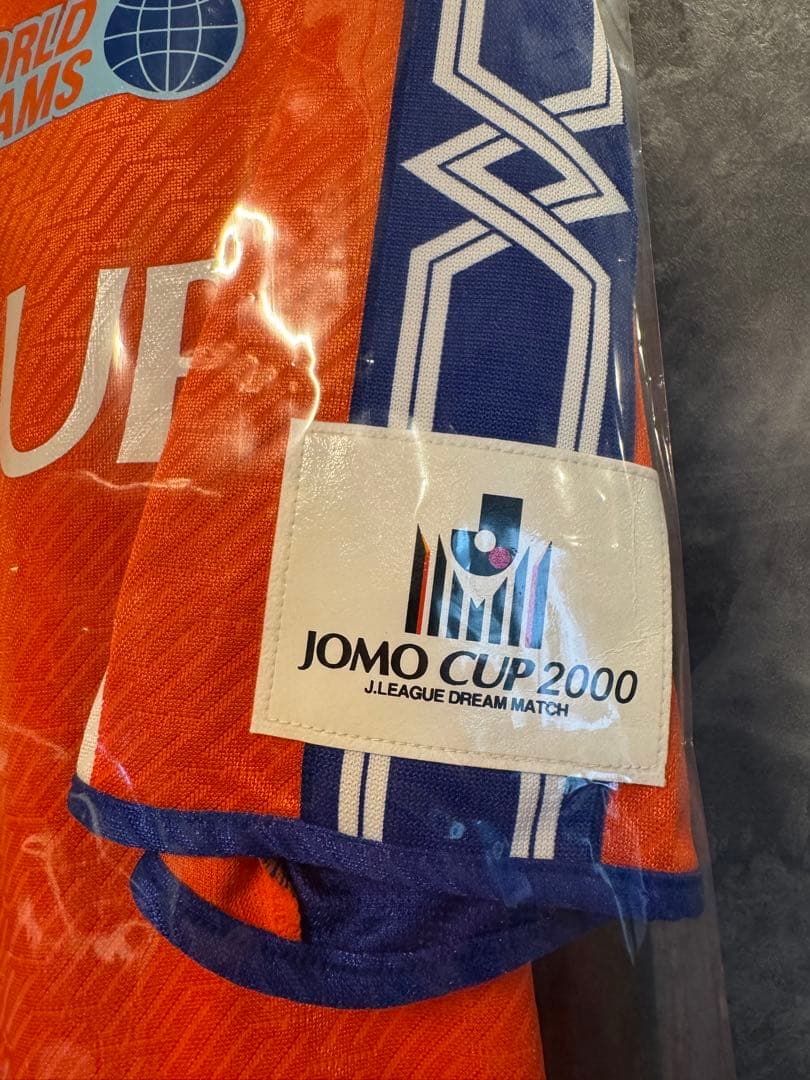 ORLD
AMS
UP
JOMO CUP 2000
J.LEAGUE DREAM MATCH